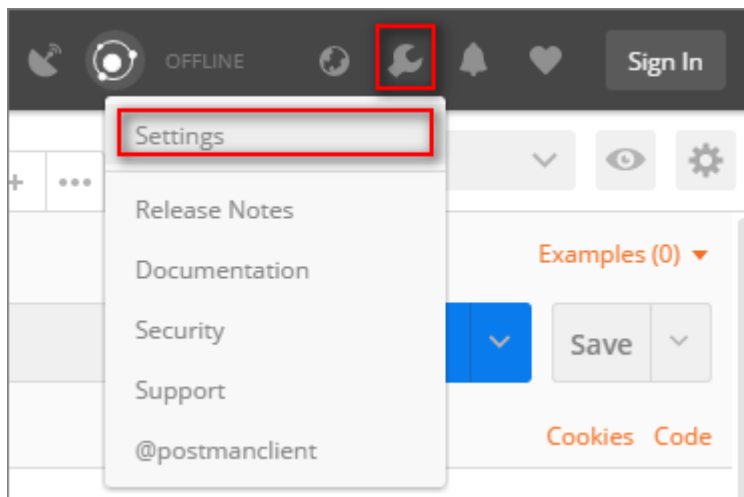 OFFLINE
Sign In
Settings
Release Notes
Examples (0)
Documentation
Security
Save
Support
Cookies Code
@postmanclient